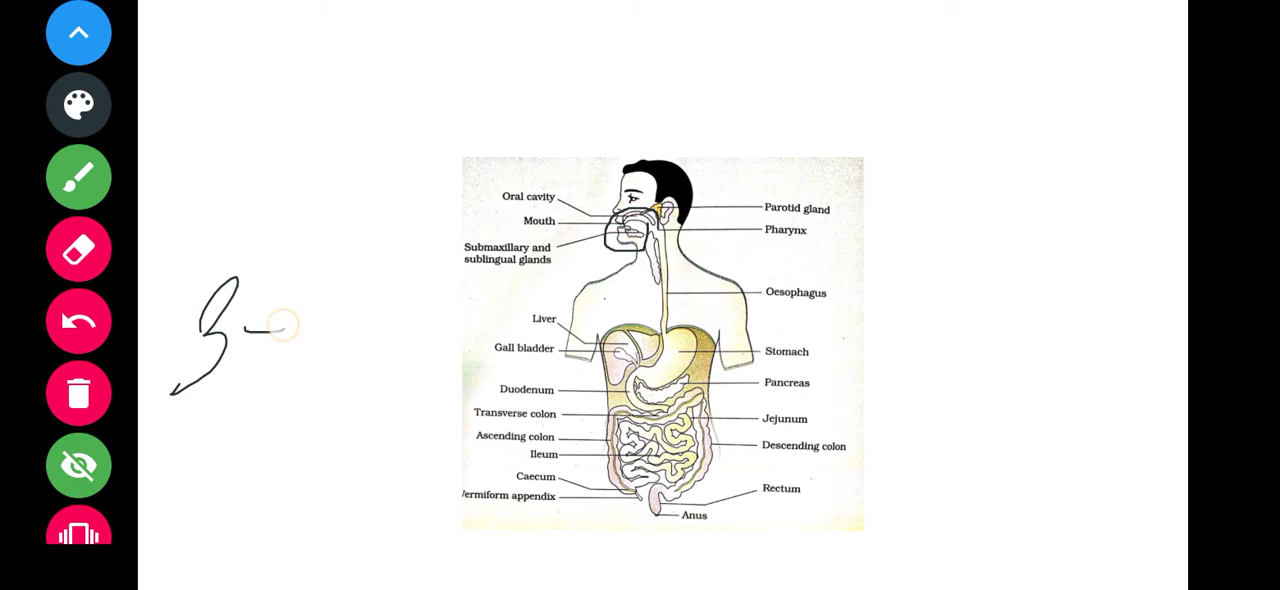 Oral cavity
Mouth
Submaxillary and
sublingual glands
Liver
Gall bladder
Duodenum
Transverse colon
Ascending colon
Ileum
Caecum
Vermiform appendix
Parotid gland
Pharynx
Oesophagus
Stomach
Pancreas
Jejunum
Descending colon
Rectum
Anus
3-